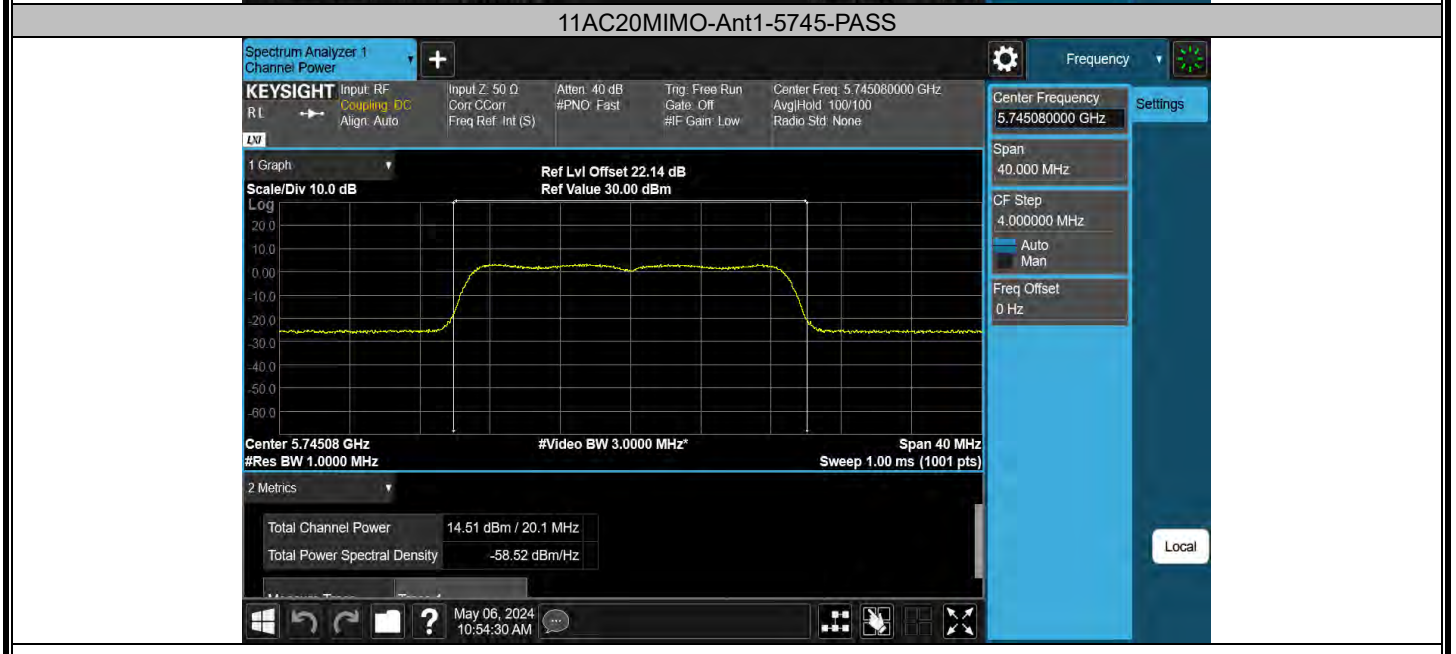 11AC20MIMO-Ant1-5745-PASS
Spectrum Analyzer 1
Channel Power
+
Frequency
KEYSIGHT
RL
LXI
Input: RF
Coupling: DC
Align: Auto
Input Z: 50 Ω
Corr CCorr
Freq Ref: Int (S)
Atten: 40 dB
#PNO: Fast
Trig: Free Run
Gate: Off
#IF Gain: Low
Center Freq: 5.745080000 GHz
Avg|Hold: 100/100
Radio Std: None
Center Frequency
5.745080000 GHz
Settings
Span
40.000 MHz
CF Step
4.000000 MHz
Auto
Man
Freq Offset
0 Hz
1 Graph
Scale/Div 10.0 dB
Ref Lvl Offset 22.14 dB
Ref Value 30.00 dBm
Log
20.0
10.0
0.00
-10.0
-20.0
-30.0
-40.0
-50.0
-60.0
Center 5.74508 GHz
#Video BW 3.0000 MHz*
Span 40 MHz
#Res BW 1.0000 MHz
Sweep 1.00 ms (1001 pts)
2 Metrics
Total Channel Power 14.51 dBm / 20.1 MHz
Total Power Spectral Density -58.52 dBm/Hz
Local
?
May 06, 2024
10:54:30 AM